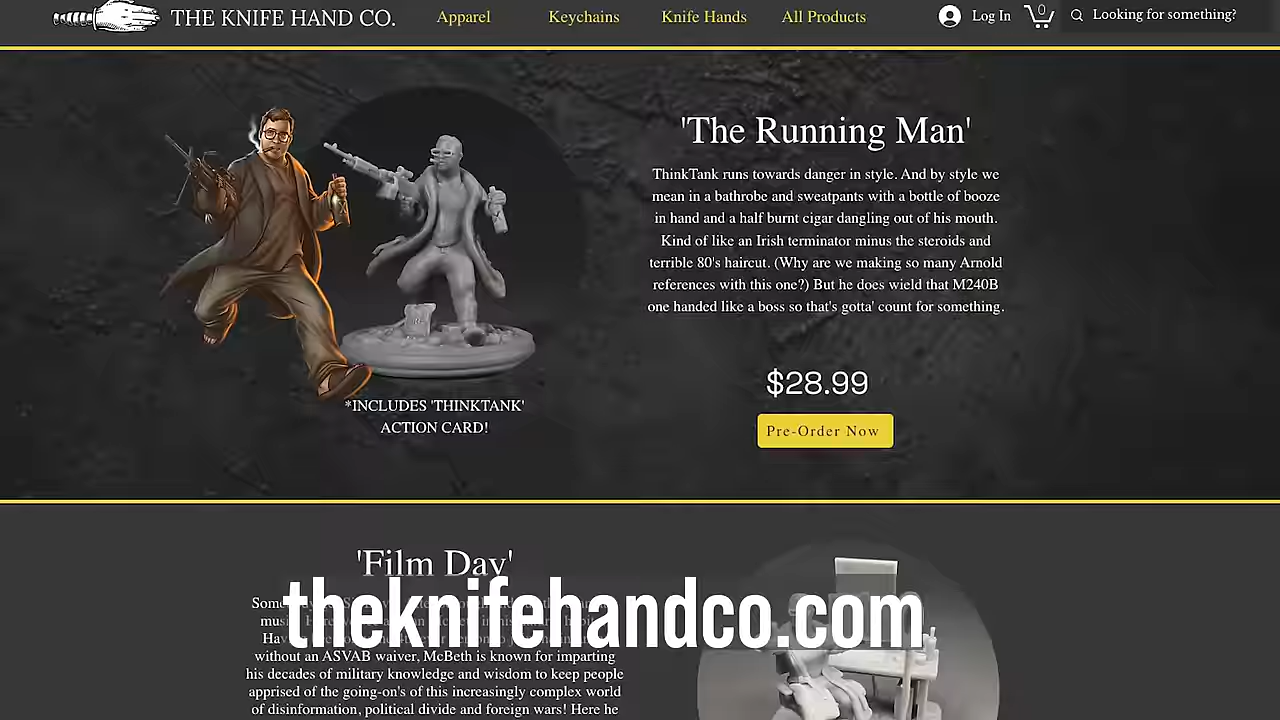 THE KNIFE HAND CO.
Apparel
Keychains
Knife Hands
All Products
Log In
0
Looking for something?
'The Running Man'
ThinkTank runs towards danger in style. And by style we
mean in a bathrobe and sweatpants with a bottle of booze
in hand and a half burnt cigar dangling out of his mouth.
Kind of like an Irish terminator minus the steroids and
terrible 80's haircut. (Why are we making so many Arnold
references with this one?) But he does wield that M240B
one handed like a boss so that's gotta' count for something.
$28.99
Pre-Order Now
*INCLUDES 'THINKTANK'
ACTION CARD!
'Film Day'
theknifehandco.com
without an ASVAB waiver, McBeth is known for imparting
his decades of military knowledge and wisdom to keep people
apprised of the going-on's of this increasingly complex world
of disinformation, political divide and foreign wars! Here he